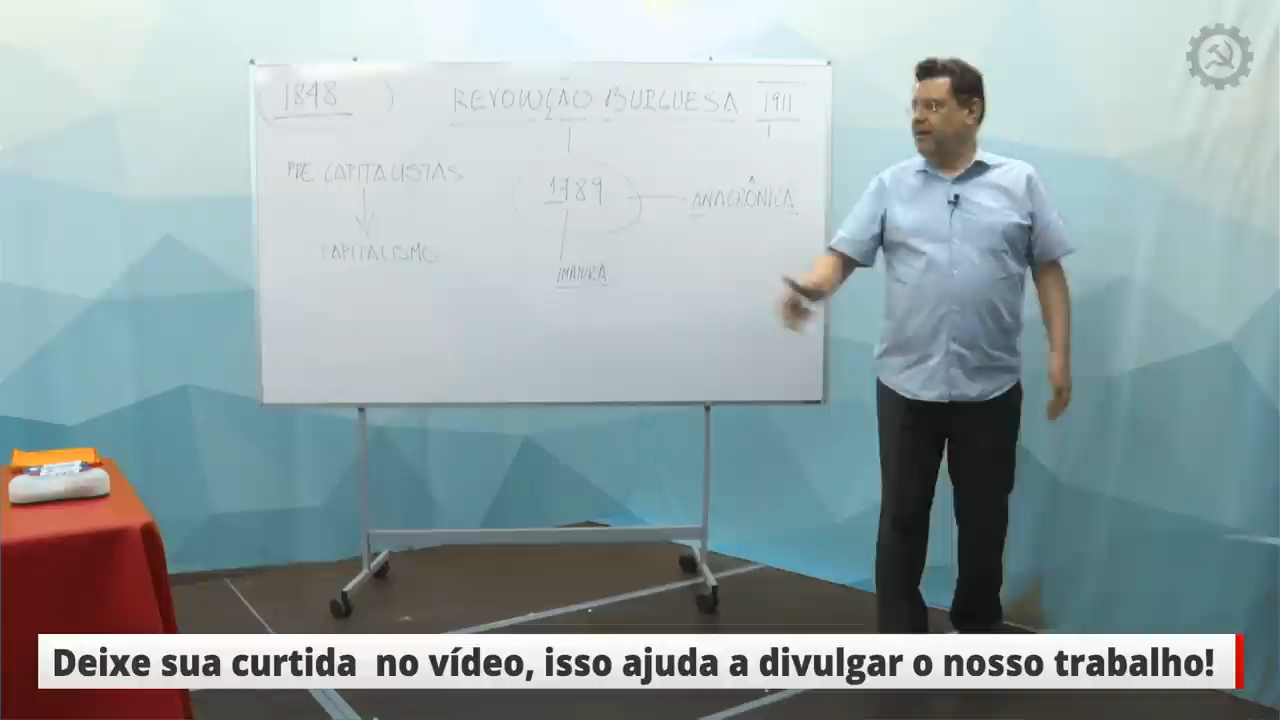 1848 ) REVOLUÇÃO BURGUESA 1911
PRE CAPITALISTAS
1789
ANACRÔNICA
CAPITALISMO
IMATURA
Deixe sua curtida no vídeo, isso ajuda a divulgar o nosso trabalho!